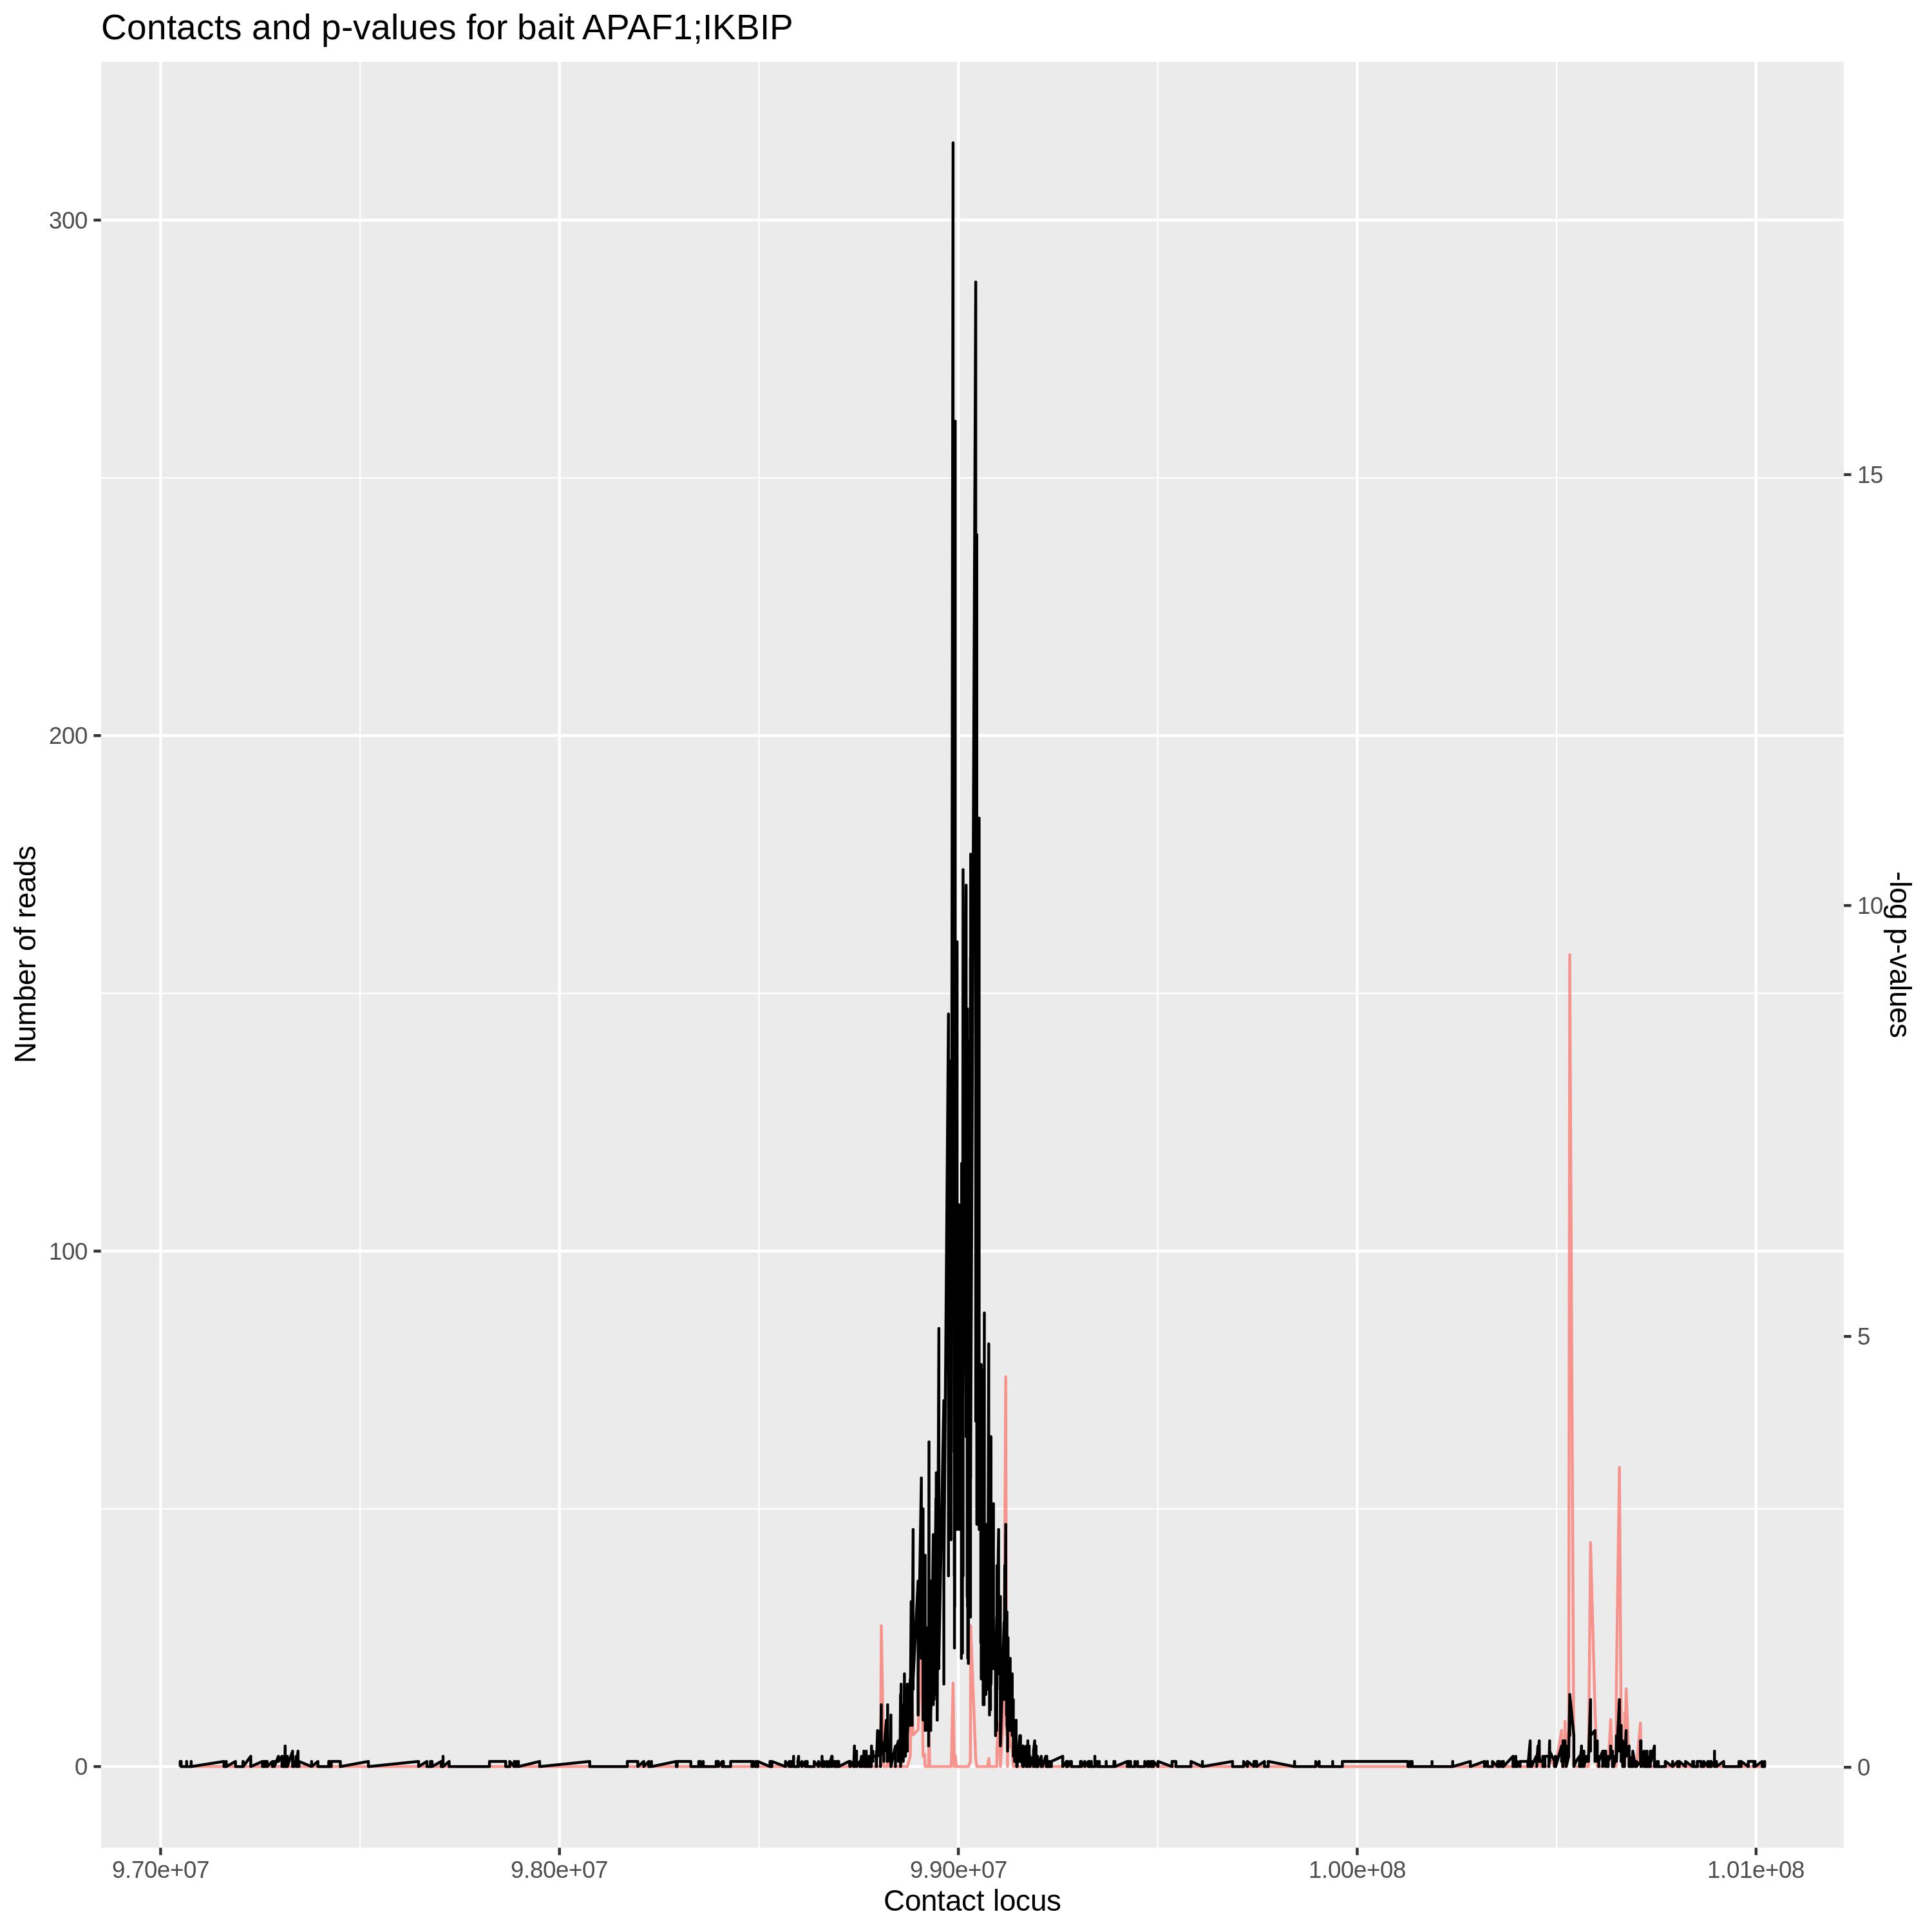 Contacts and p-values for bait APAF1;IKBIP
300
200
100
0
Number of reads
15
10
5
0
-log p-values
9.70e+07
9.80e+07
9.90e+07
1.00e+08
1.01e+08
Contact locus